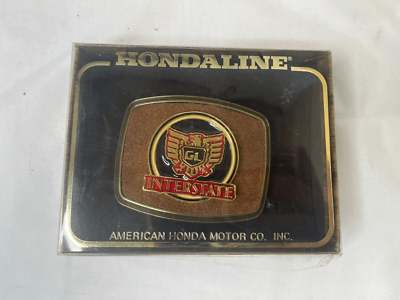 HONDALINE®
GL
INTERSTATE
AMERICAN HONDA MOTOR CO. INC.